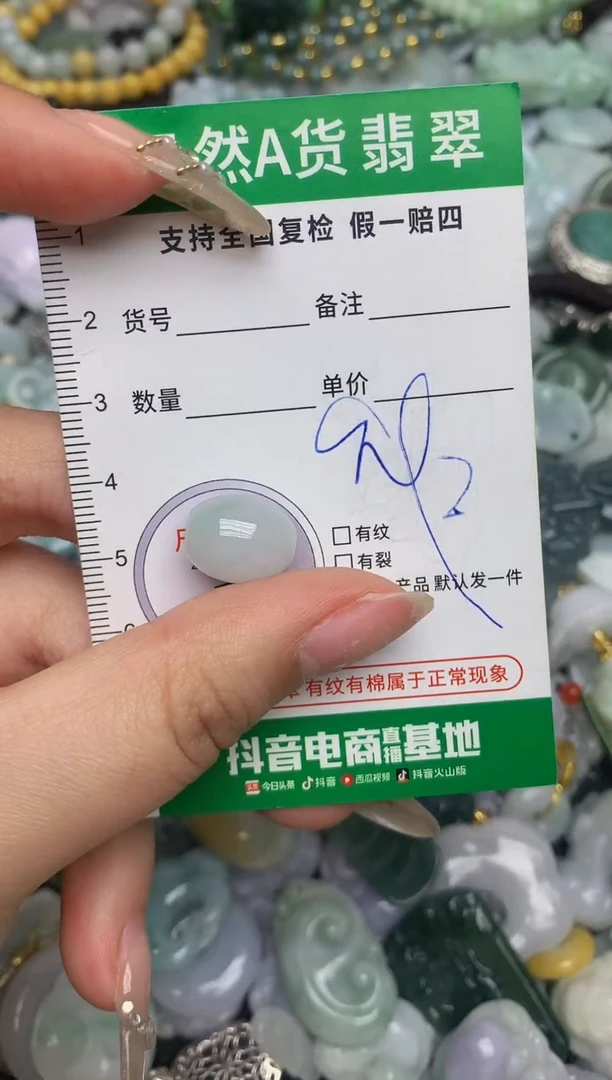 然A货翡翠
支持全国复检 假一赔四
1
2 货号 备注
3 数量 单价
4
5 □有纹
□有裂
产品 默认发一件
有纹有棉属于正常现象
抖音电商直播基地
今日头条 抖音 西瓜视频 抖音火山版